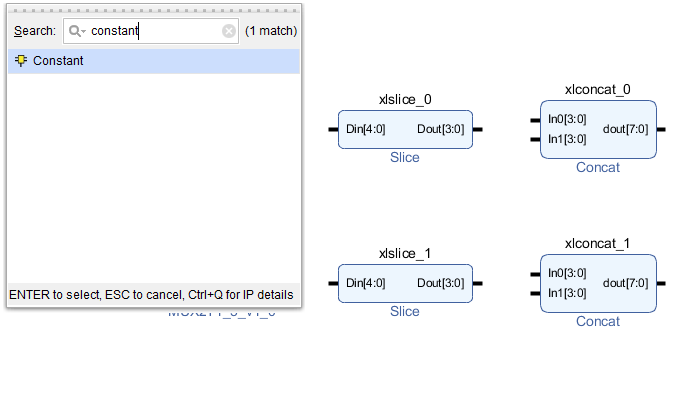 Search: constant (1 match)
Constant
ENTER to select, ESC to cancel, Ctrl+Q for IP details
xlslice_0
Din[4:0] Dout[3:0]
Slice
xlconcat_0
In0[3:0]
In1[3:0]
dout[7:0]
Concat
xlslice_1
Din[4:0] Dout[3:0]
Slice
xlconcat_1
In0[3:0]
In1[3:0]
dout[7:0]
Concat